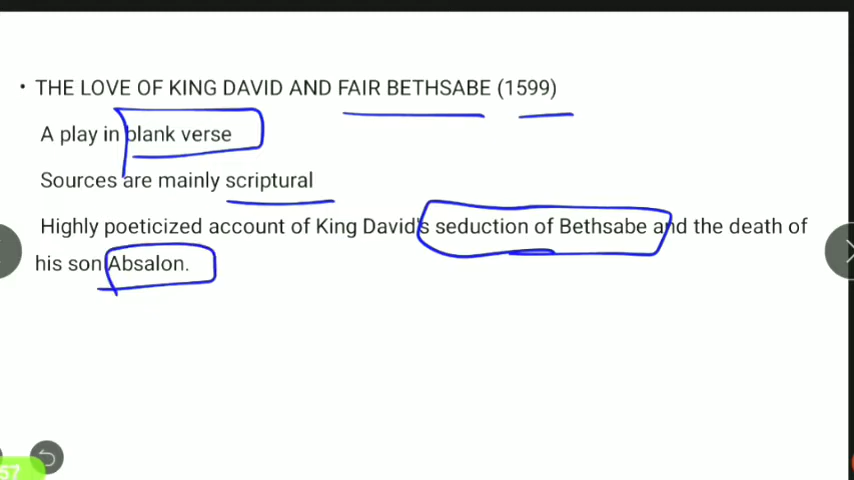 • THE LOVE OF KING DAVID AND FAIR BETHSABE (1599)
A play in blank verse
Sources are mainly scriptural
Highly poeticized account of King David's seduction of Bethsabe and the death of
his son Absalon.
57